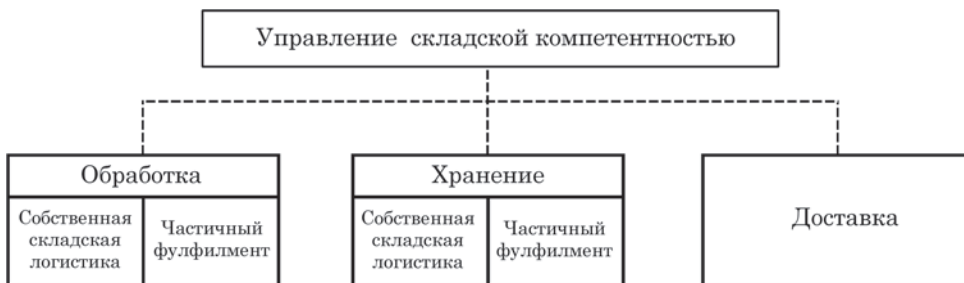 Управление складской компетентностью
Обработка
Собственная
складская
логистика
Частичный
фулфилмент
Хранение
Собственная
складская
логистика
Частичный
фулфилмент
Доставка